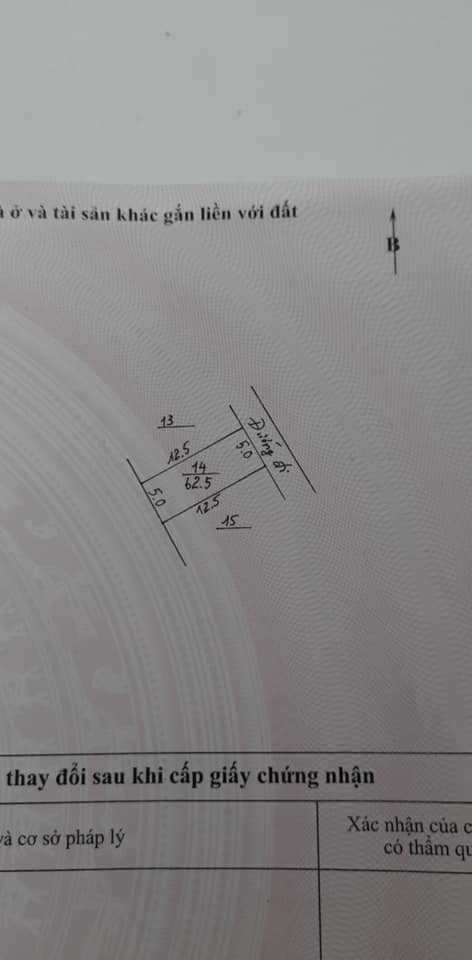 à ở và tài sản khác gắn liền với đất
B
13
12.5
Đường đi
5.0
14
62.5
5.0
12.5
15
thay đổi sau khi cấp giấy chứng nhận
và cơ sở pháp lý
Xác nhận của c
có thẩm qu